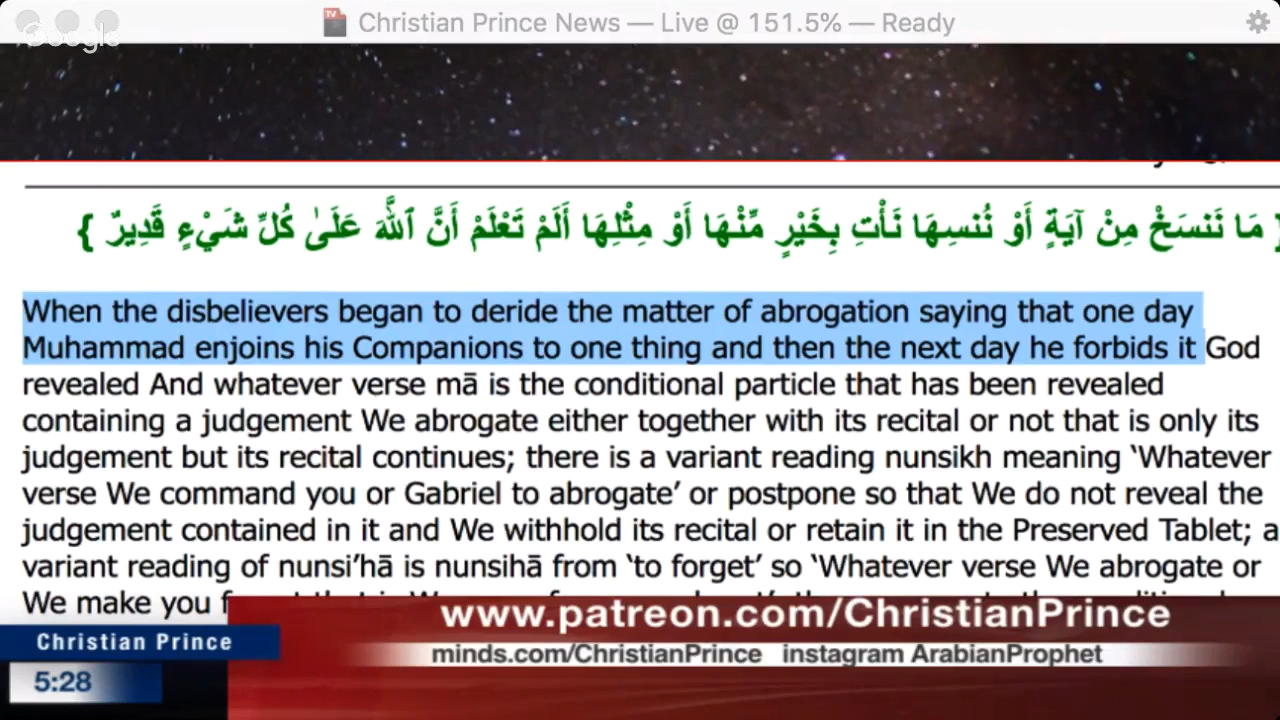 Google
Christian Prince News — Live @ 151.5% — Ready
مَا نَنسَخْ مِنْ آيَةٍ أَوْ نُنسِهَا نَأْتِ بِخَيْرٍ مِّنْهَا أَوْ مِثْلِهَا أَلَمْ تَعْلَمْ أَنَّ ٱللَّهَ عَلَىٰ كُلِّ شَيْءٍ قَدِيرٌ }
When the disbelievers began to deride the matter of abrogation saying that one day
Muhammad enjoins his Companions to one thing and then the next day he forbids it God
revealed And whatever verse mā is the conditional particle that has been revealed
containing a judgement We abrogate either together with its recital or not that is only its
judgement but its recital continues; there is a variant reading nunsikh meaning ‘Whatever
verse We command you or Gabriel to abrogate’ or postpone so that We do not reveal the
judgement contained in it and We withhold its recital or retain it in the Preserved Tablet; a
variant reading of nunsi’hā is nunsihā from ‘to forget’ so ‘Whatever verse We abrogate or
We make you
www.patreon.com/ChristianPrince
Christian Prince
minds.com/ChristianPrince instagram ArabianProphet
5:28